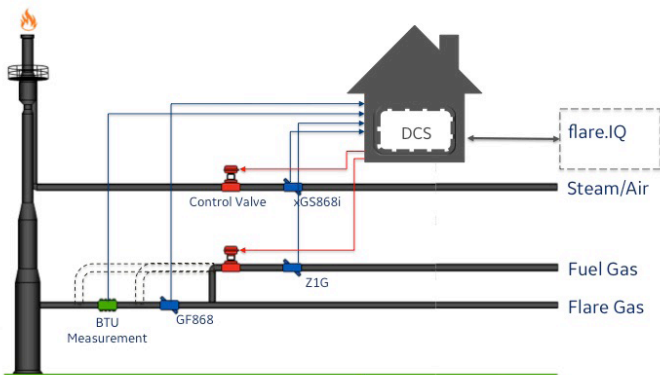 DCS
flare.IQ
Control Valve
xGS868i
Steam/Air
Z1G
Fuel Gas
BTU
Measurement
GF868
Flare Gas